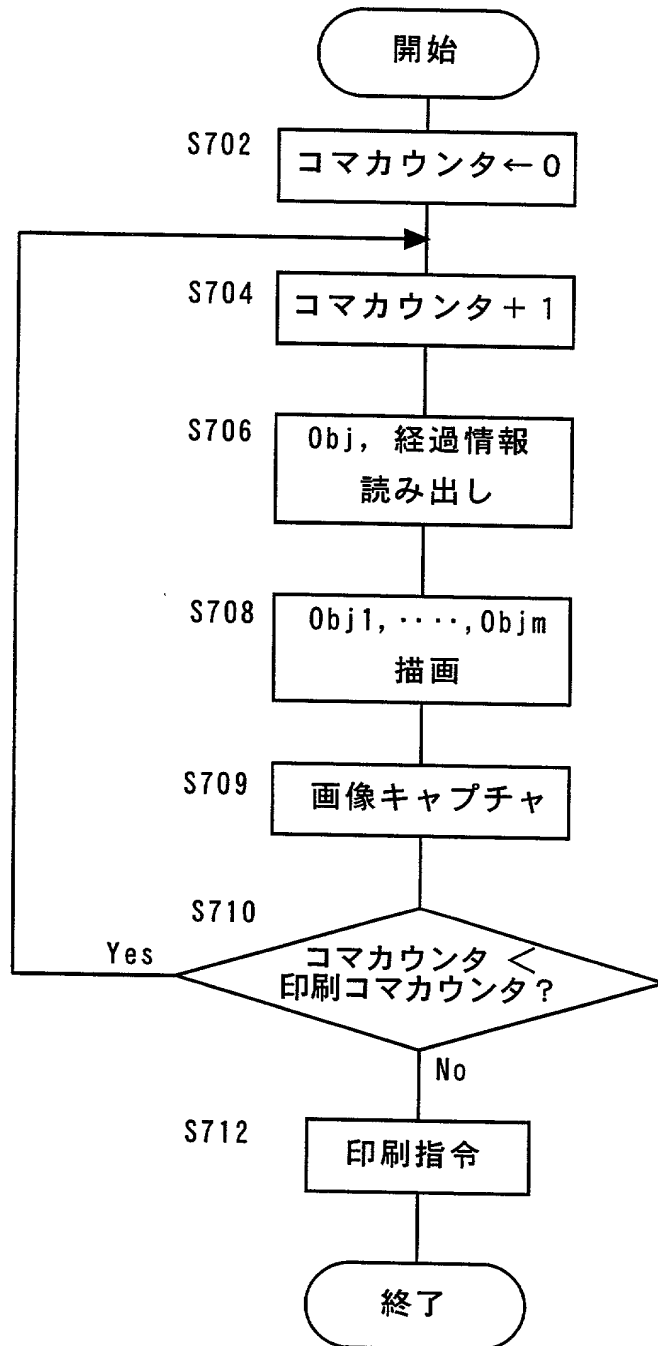 開始
S702
コマカウンタ←0
S704
コマカウンタ+1
S706
Obj, 経過情報
読み出し
S708
Obj1,····,Objm
描画
S709
画像キャプチャ
S710
Yes
コマカウンタ <
印刷コマカウンタ?
No
S712
印刷指令
終了